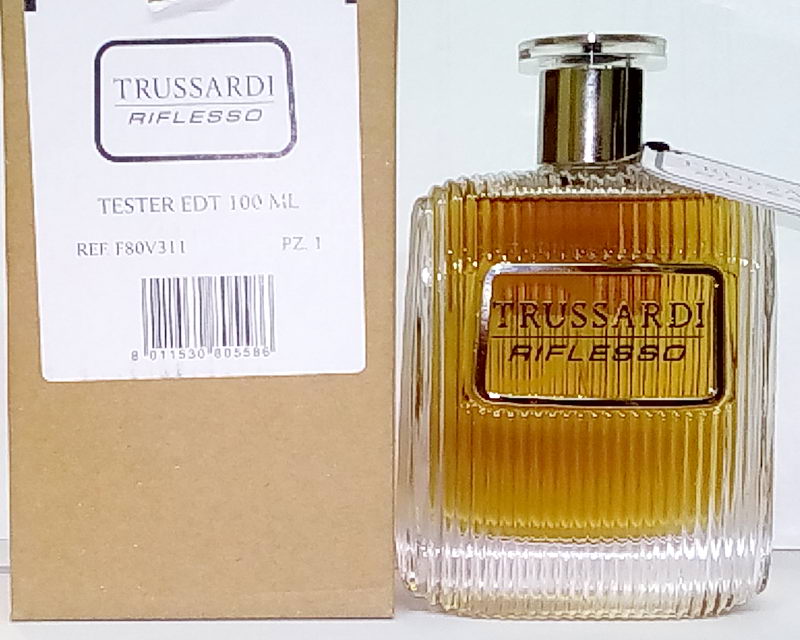 TRUSSARDI
RIFLESSO
TESTER EDT 100 ML
REF. F80V311 PZ. 1
8 011530 805586
TRUSSARDI
RIFLESSO